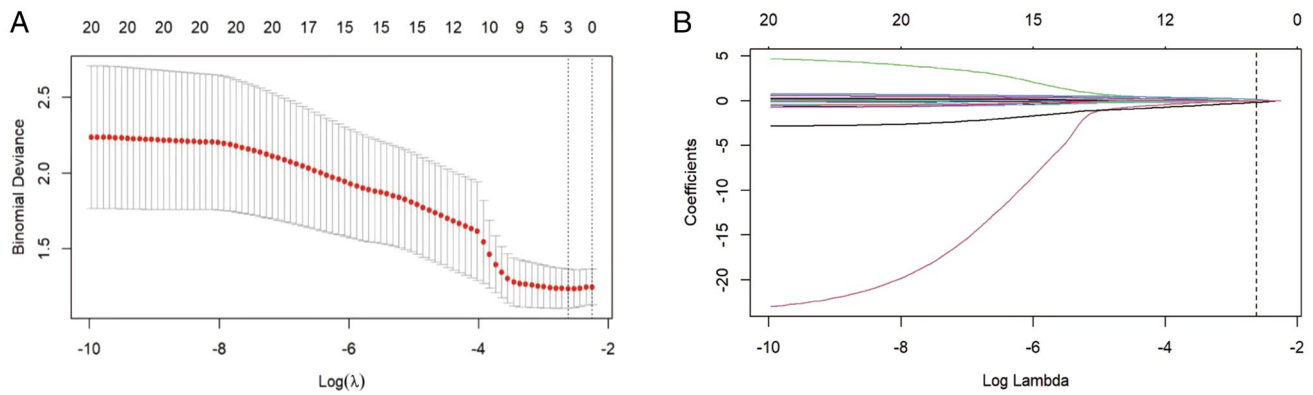 A
20 20 20 20 20 20 17 15 15 15 12 10 9 5 3 0
Binomial Deviance
2.5
2.0
1.5
-10 -8 -6 -4 -2
Log(λ)
B
20 20 15 12 0
Coefficients
5
0
-5
-10
-15
-20
-10 -8 -6 -4 -2
Log Lambda